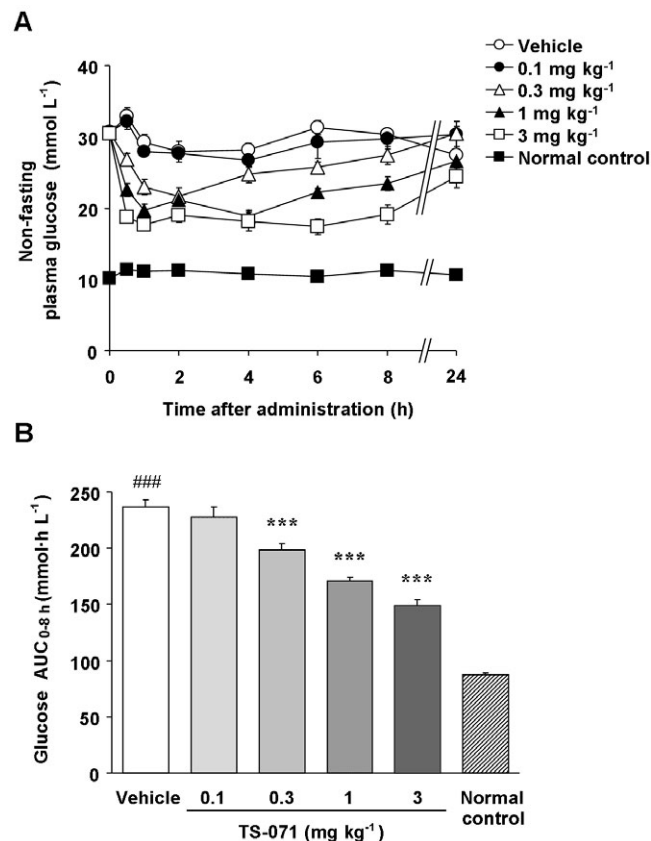 A
Vehicle
0.1 mg kg⁻¹
0.3 mg kg⁻¹
1 mg kg⁻¹
3 mg kg⁻¹
Normal control
Non-fasting
plasma glucose (mmol L⁻¹)
40
30
20
10
0
0 2 4 6 8 24
Time after administration (h)
B
Glucose AUC₀₋₈ ₕ (mmol·h L⁻¹)
250
200
150
100
50
0
###
***
***
***
Vehicle 0.1 0.3 1 3 Normal
control
TS-071 (mg kg⁻¹)